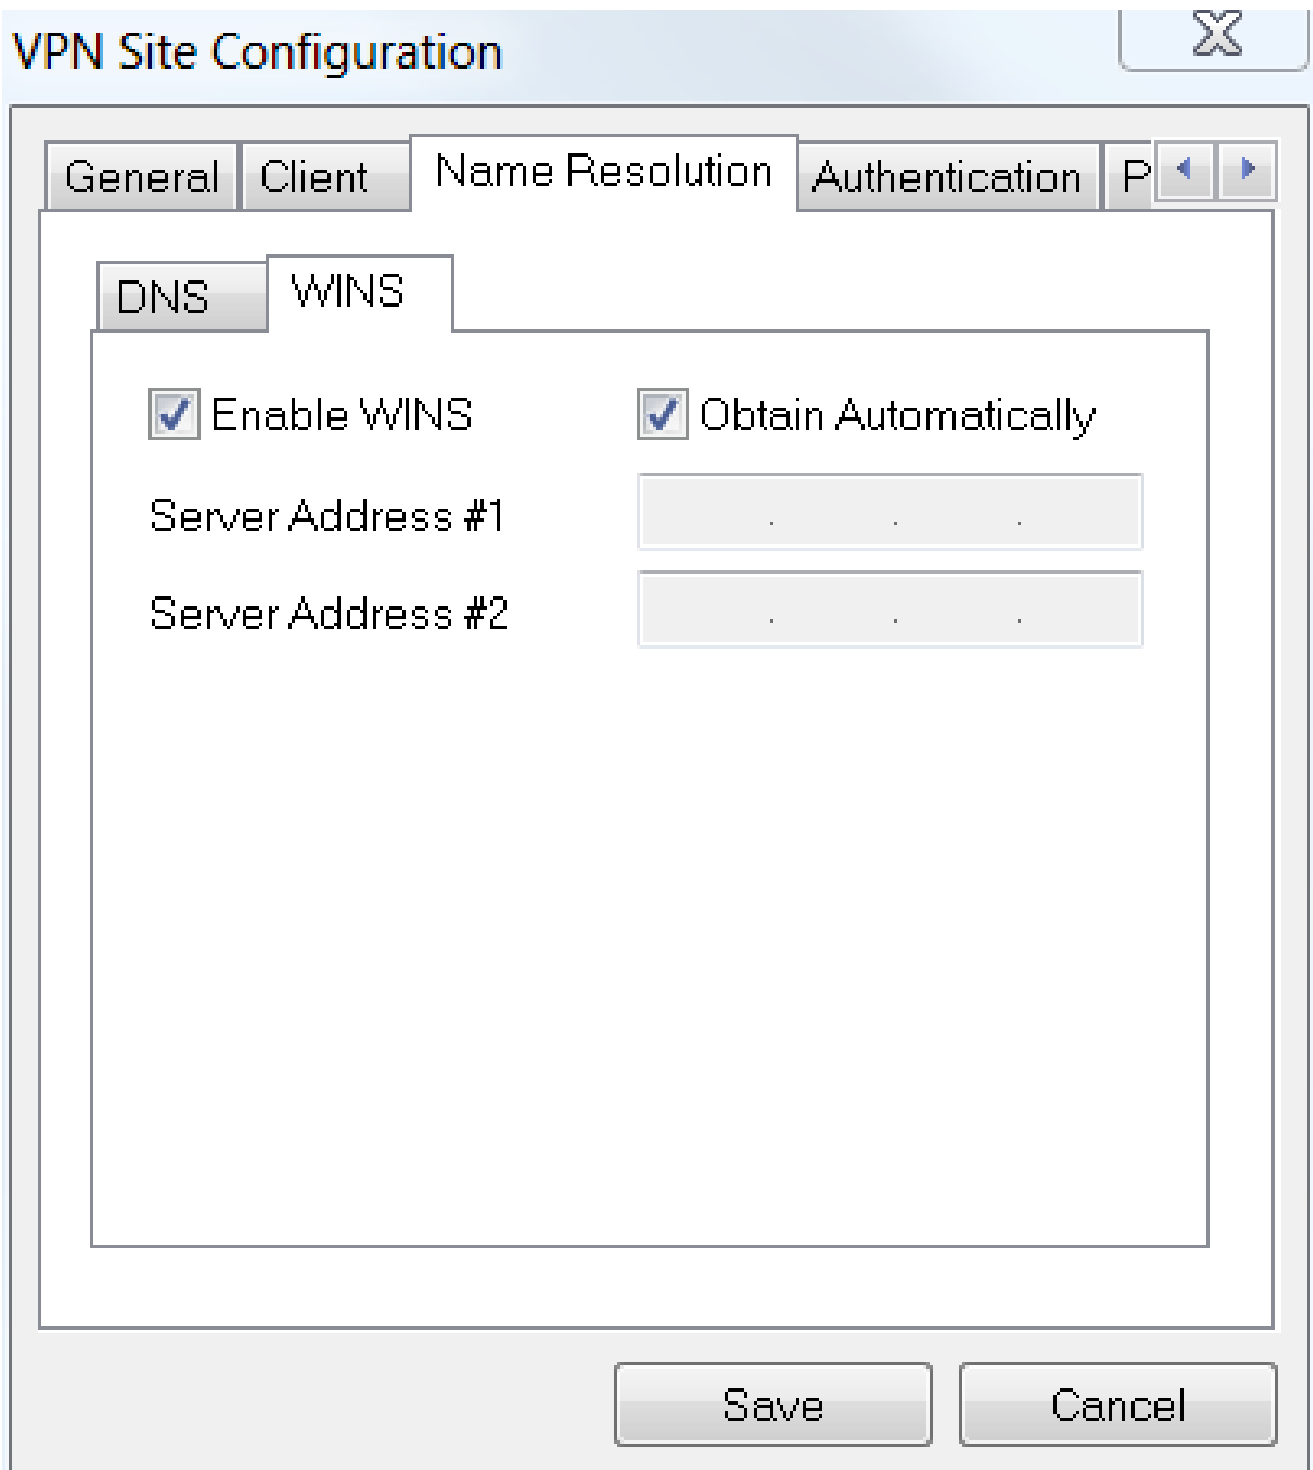 VPN Site Configuration
General Client Name Resolution Authentication P
DNS WINS
Enable WINS Obtain Automatically
Server Address #1 . . .
Server Address #2 . . .
Save Cancel